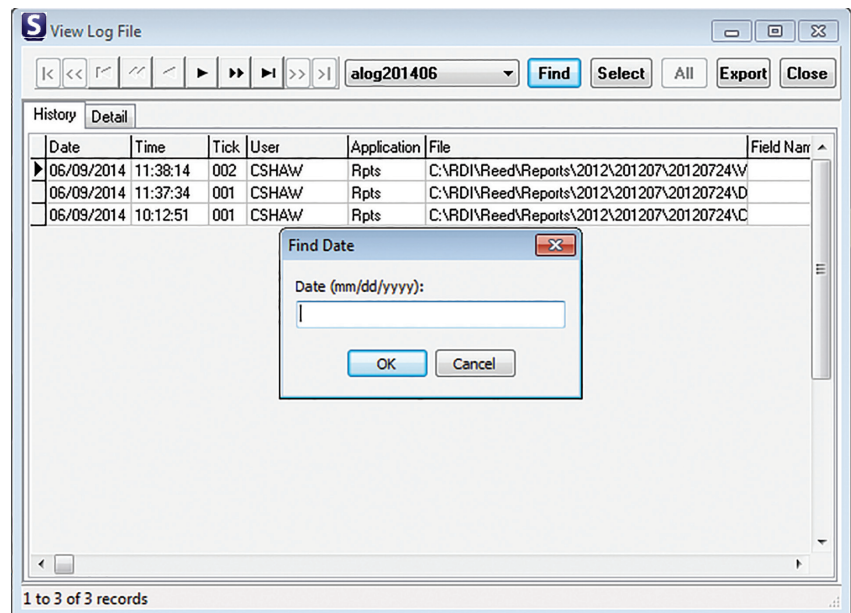 S View Log File
|< << >> >| alog201406 Find Select All Export Close
History Detail
Date Time Tick User Application File Field Nam
06/09/2014 11:38:14 002 CSHAW Rpts C:\RDI\Reed\Reports\2012\201207\20120724\V
06/09/2014 11:37:34 001 CSHAW Rpts C:\RDI\Reed\Reports\2012\201207\20120724\D
06/09/2014 10:12:51 001 CSHAW Rpts C:\RDI\Reed\Reports\2012\201207\20120724\C
Find Date
Date (mm/dd/yyyy):
OK Cancel
1 to 3 of 3 records